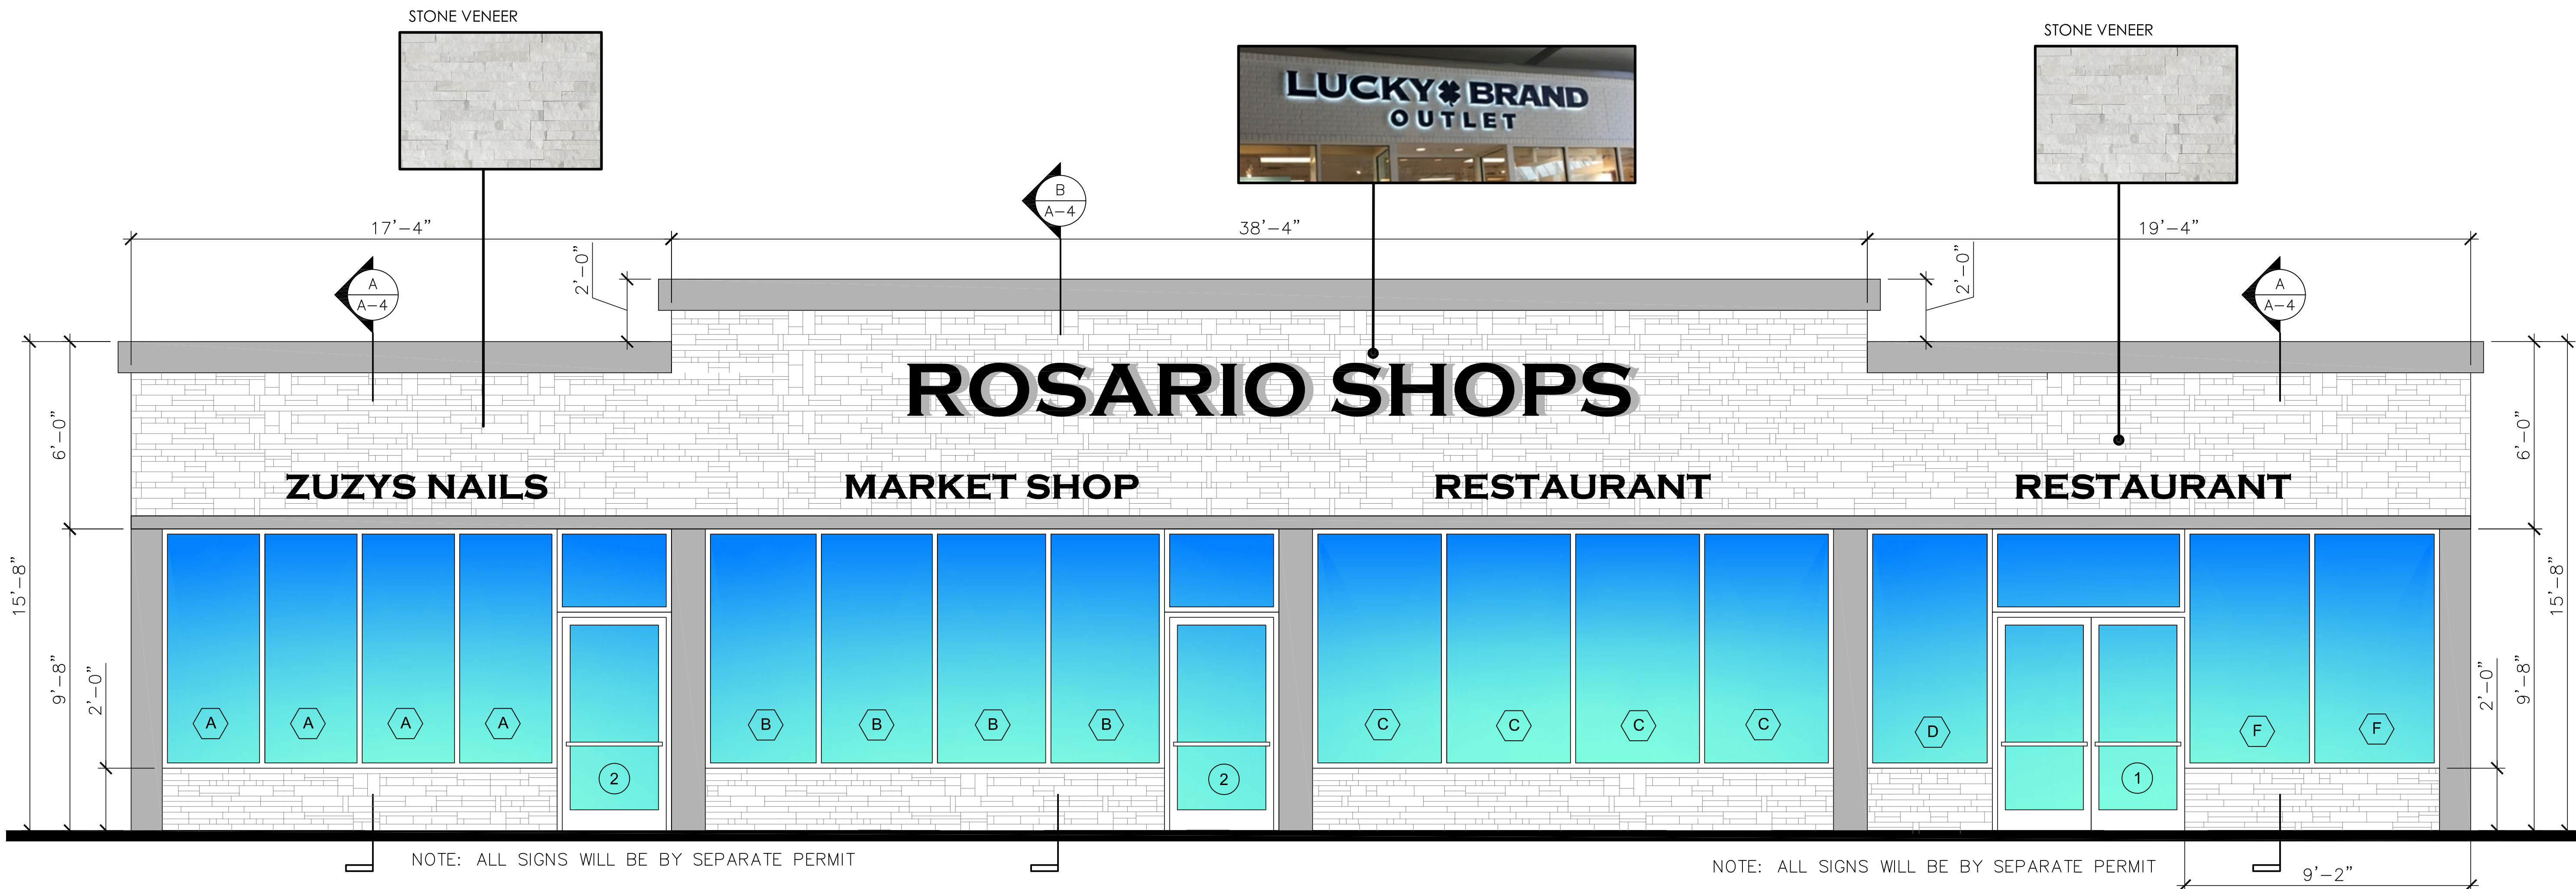 STONE VENEER
STONE VENEER
LUCKY BRAND
OUTLET
B
A-4
17'-4"
38'-4"
19'-4"
A
A-4
2'-0"
2'-0"
A
A-4
ROSARIO SHOPS
6'-0"
6'-0"
ZUZYS NAILS
MARKET SHOP
RESTAURANT
RESTAURANT
15'-8"
15'-8"
9'-8"
2'-0"
2'-0"
9'-8"
A
A
A
A
B
B
B
B
C
C
C
C
D
F
F
2
2
1
NOTE: ALL SIGNS WILL BE BY SEPARATE PERMIT
NOTE: ALL SIGNS WILL BE BY SEPARATE PERMIT
9'-2"